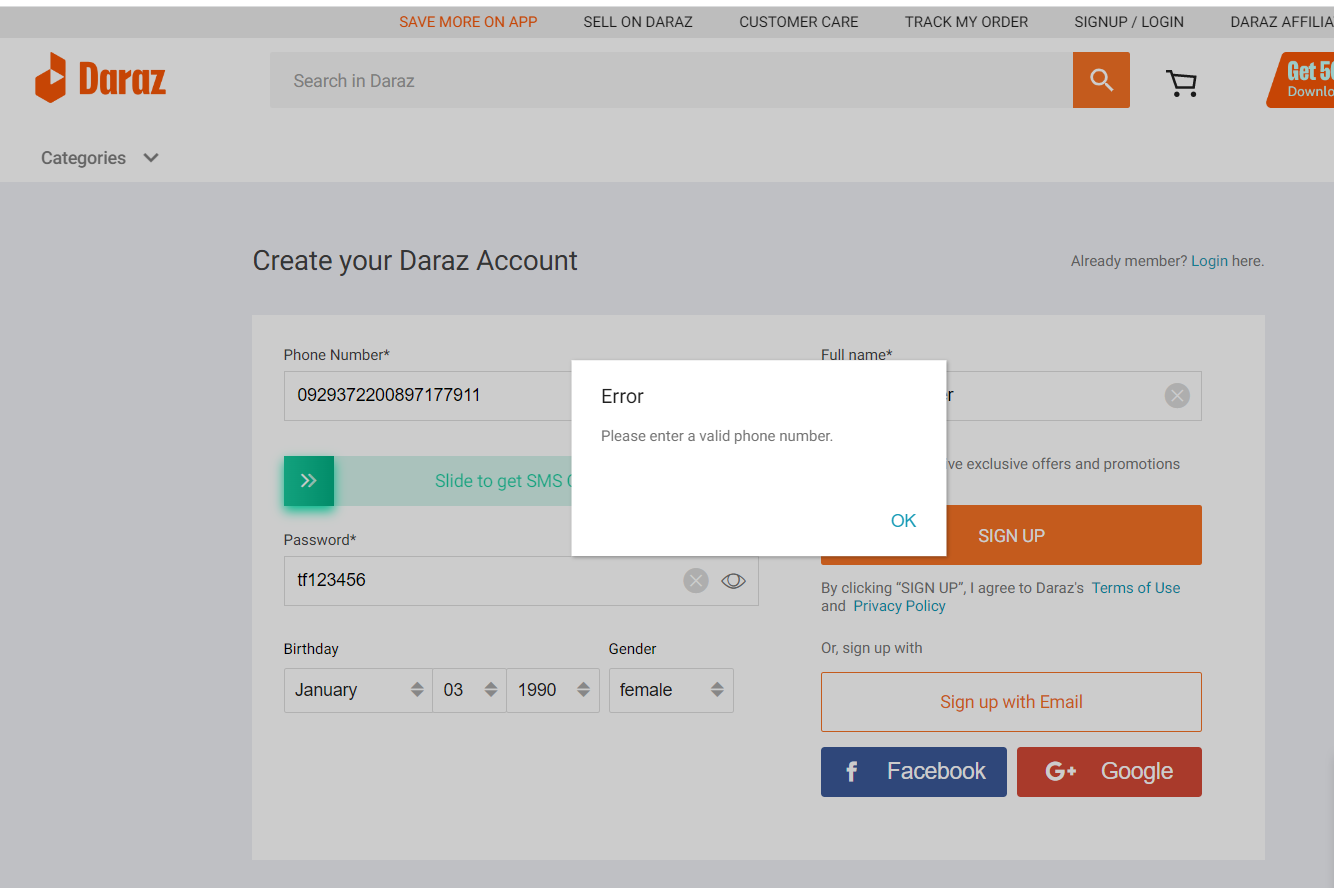 SAVE MORE ON APP SELL ON DARAZ CUSTOMER CARE TRACK MY ORDER SIGNUP / LOGIN DARAZ AFFILIA
Daraz
Search in Daraz
Get 50
Downlo
Categories
Create your Daraz Account
Already member? Login here.
Phone Number*
0929372200897177911
Slide to get SMS
Password*
tf123456
Birthday
Gender
January 03 1990 female
Full name*
r
ve exclusive offers and promotions
SIGN UP
By clicking “SIGN UP”, I agree to Daraz's Terms of Use
and Privacy Policy
Or, sign up with
Sign up with Email
f Facebook
G+ Google
Error
Please enter a valid phone number.
OK